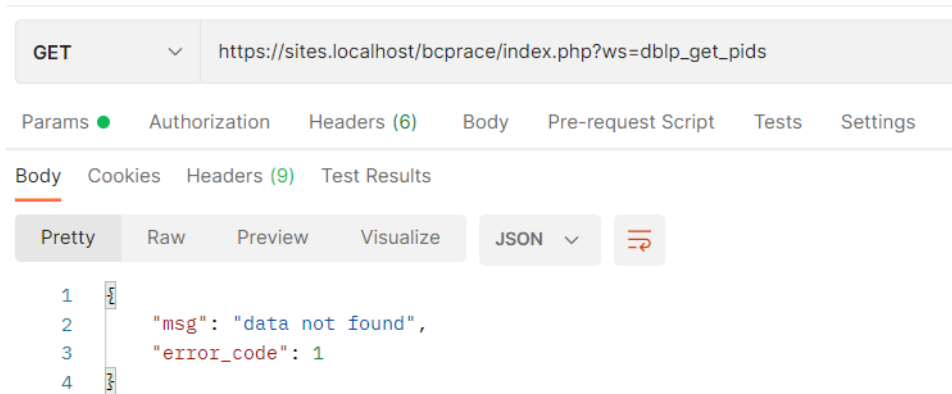 GET https://sites.localhost/bcprace/index.php?ws=dblp_get_pids
Params Authorization Headers (6) Body Pre-request Script Tests Settings
Body Cookies Headers (9) Test Results
Pretty Raw Preview Visualize JSON
1 {
2 "msg": "data not found",
3 "error_code": 1
4 }